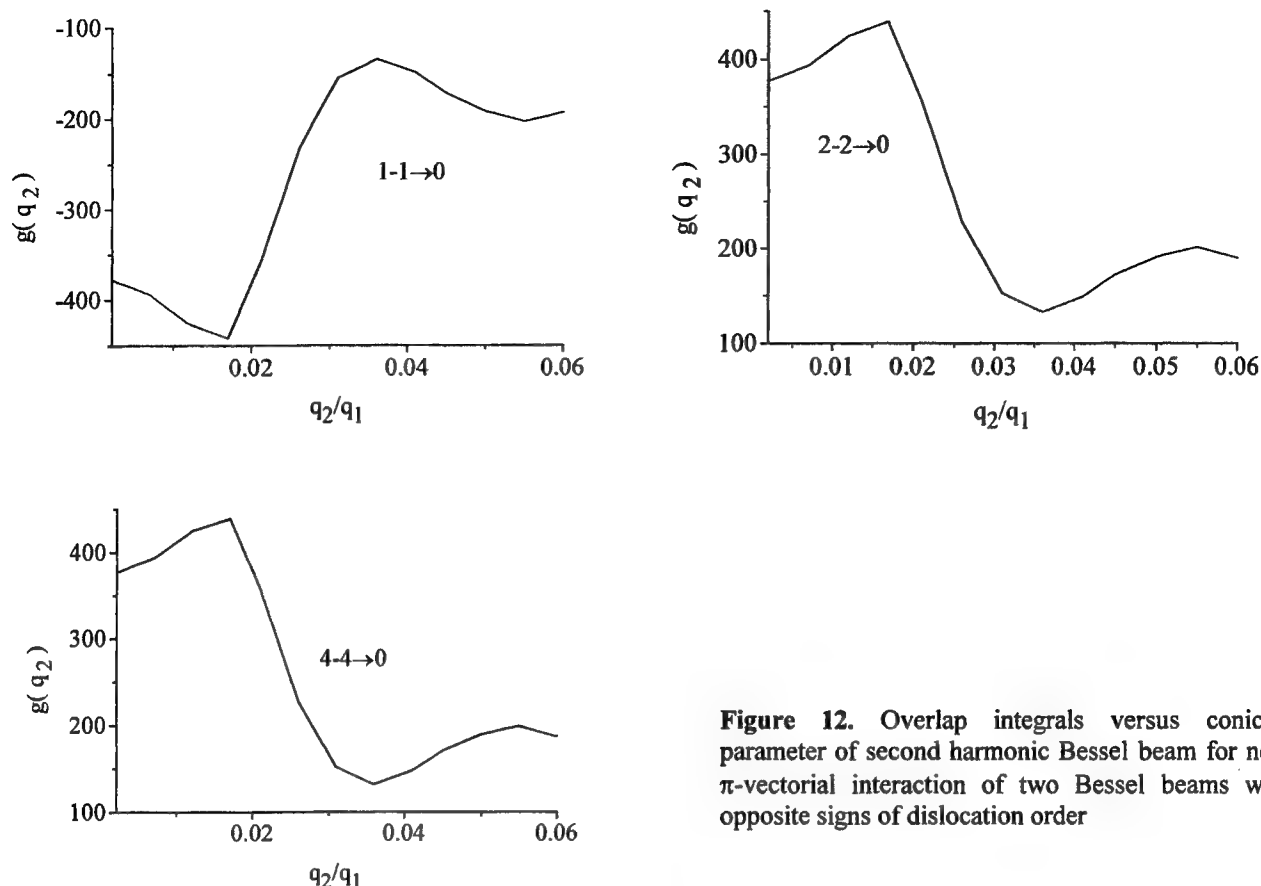 -100
-200
-300
-400
g( q2 )
1-1→0
0.02
0.04
0.06
q2/q1
400
300
200
100
g( q2 )
2-2→0
0.01
0.02
0.03
0.04
0.05
0.06
q2/q1
400
300
200
100
g( q2 )
4-4→0
0.02
0.04
0.06
q2/q1
Figure 12. Overlap integrals versus conic
parameter of second harmonic Bessel beam for
π-vectorial interaction of two Bessel beams
opposite signs of dislocation order